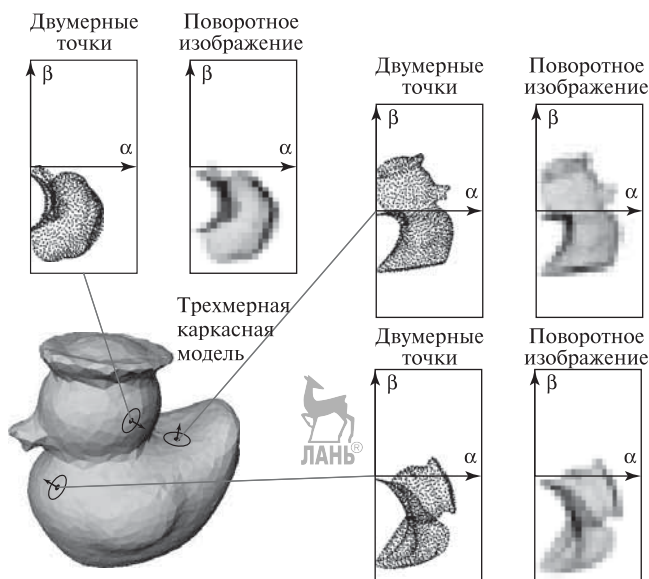 Двумерные
точки
Поворотное
изображение
β
α
β
α
Двумерные
точки
Поворотное
изображение
β
α
β
α
Трехмерная
каркасная
модель
Двумерные
точки
Поворотное
изображение
β
α
β
α
ЛАНЬ®